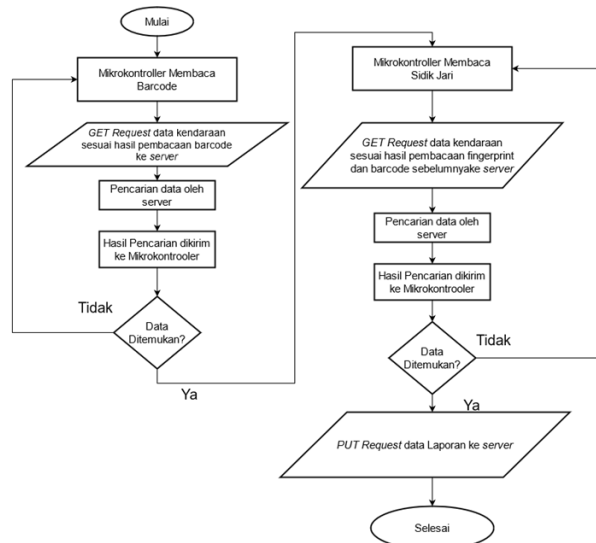 Mulai
Mikrokontroller Membaca
Barcode
GET Request data kendaraan
sesuai hasil pembacaan barcode
ke server
Pencarian data oleh
server
Hasil Pencarian dikirim
ke Mikrokontrooler
Tidak
Data
Ditemukan?
Ya
Mikrokontroller Membaca
Sidik Jari
GET Request data kendaraan
sesuai hasil pembacaan fingerprint
dan barcode sebelumnyake server
Pencarian data oleh
server
Hasil Pencarian dikirim
ke Mikrokontrooler
Data
Ditemukan?
Tidak
Ya
PUT Request data Laporan ke server
Selesai